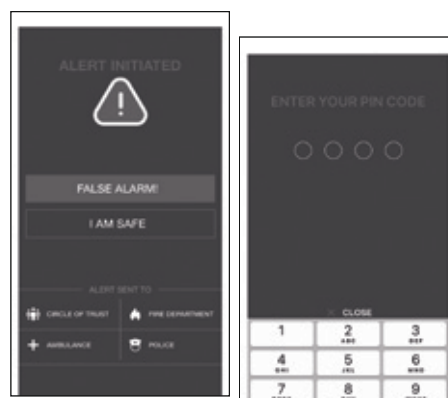 ALERT INITIATED
!
FALSE ALARM!
I AM SAFE
ALERT SENT TO
CIRCLE OF TRUST
FIRE DEPARTMENT
AMBULANCE
POLICE
ENTER YOUR PIN CODE
× CLOSE
1 2 3
ABC DEF
4 5 6
GHI JKL MNO
7 8 9